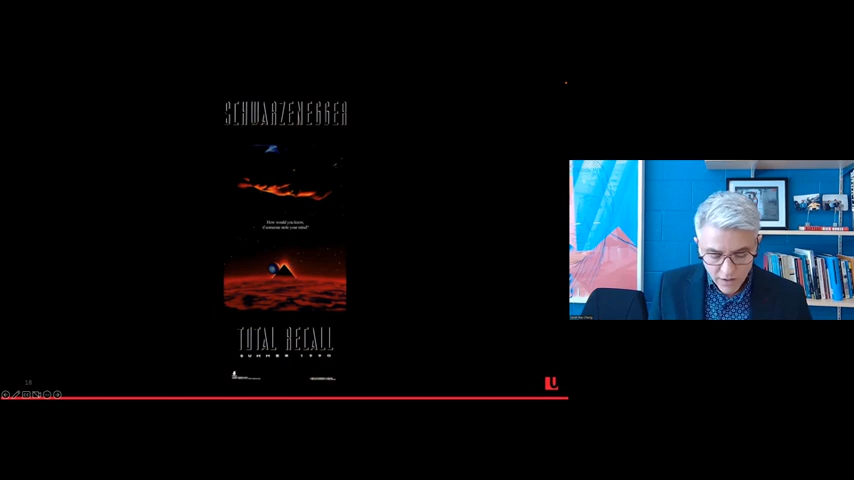 SCHWARZENEGGER
How would you know,
if someone stole your mind?
TOTAL RECALL
SUMMER 1990
18